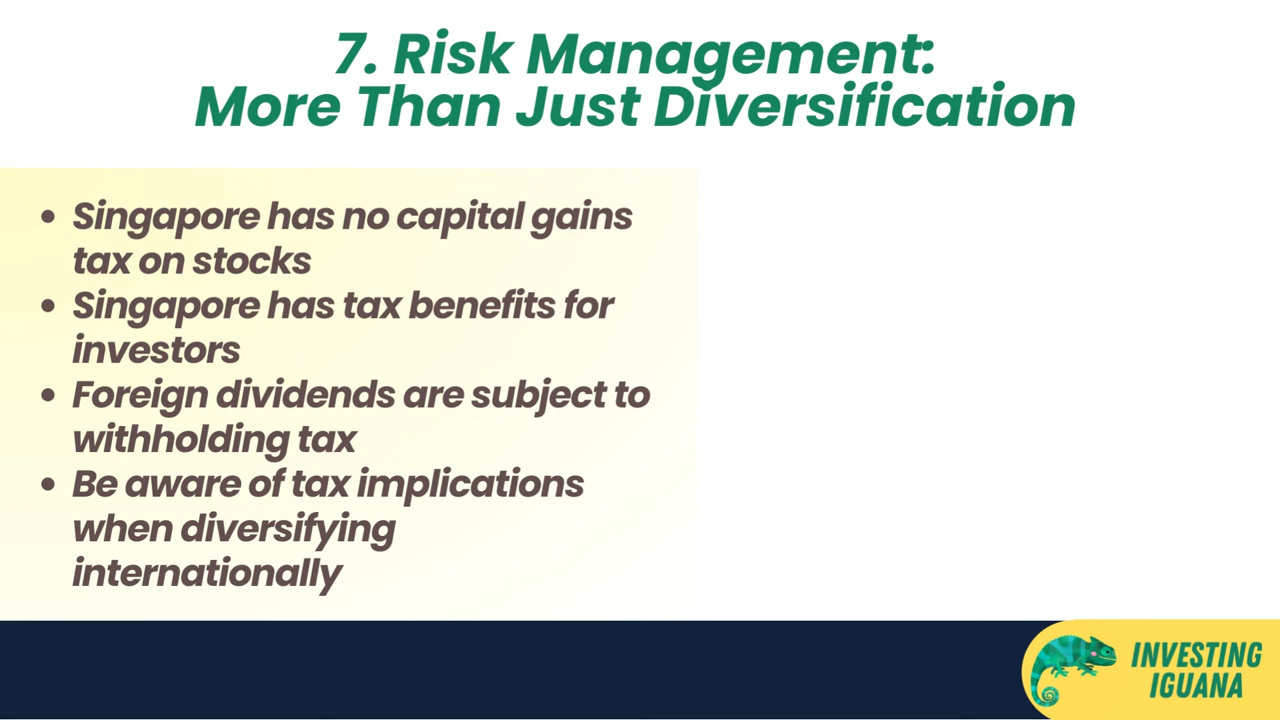 7. Risk Management:
More Than Just Diversification
• Singapore has no capital gains
tax on stocks
• Singapore has tax benefits for
investors
• Foreign dividends are subject to
withholding tax
• Be aware of tax implications
when diversifying
internationally
INVESTING
IGUANA